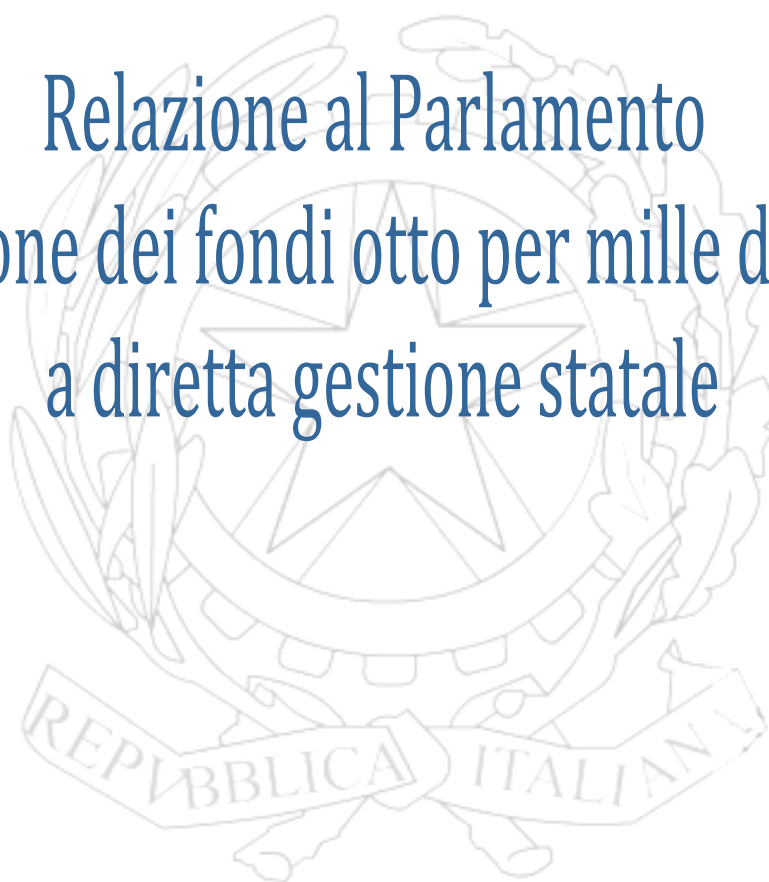 Relazione al Parlamento
one dei fondi otto per mille d
a diretta gestione statale
REPVBBLICA ITALIANA